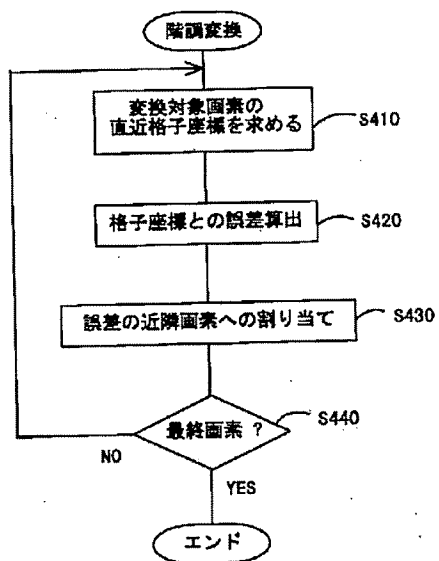 階調変換
変換対象画素の
直近格子座標を求める
S410
格子座標との誤差算出
S420
誤差の近隣画素への割り当て
S430
最終画素 ?
S440
NO
YES
エンド